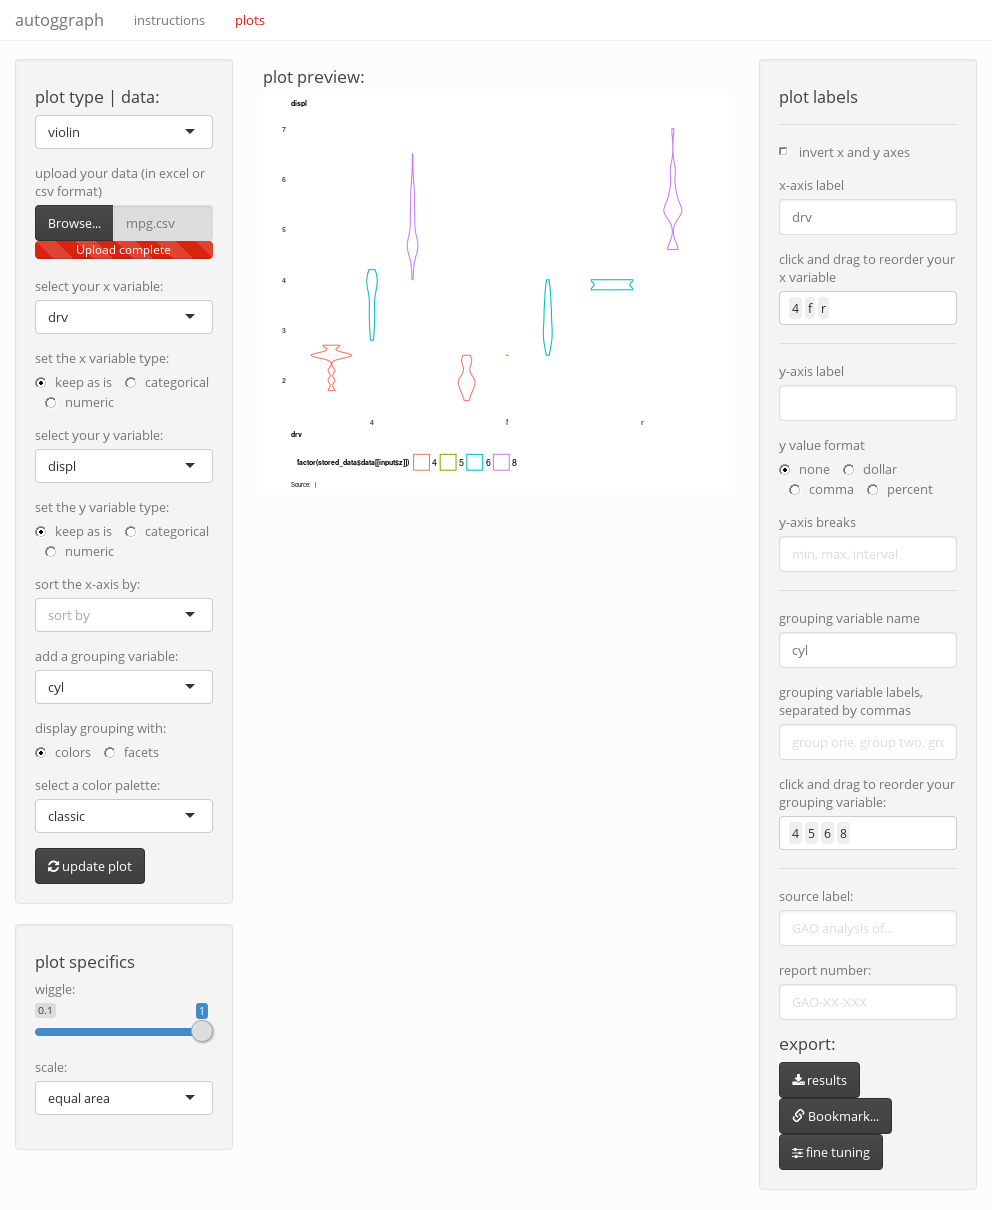 autoggraph instructions plots
plot type | data:
violin
upload your data (in excel or
csv format)
Browse... mpg.csv
Upload complete
select your x variable:
drv
set the x variable type:
keep as is categorical
numeric
select your y variable:
displ
set the y variable type:
keep as is categorical
numeric
sort the x-axis by:
sort by
add a grouping variable:
cyl
display grouping with:
colors facets
select a color palette:
classic
update plot
plot specifics
wiggle:
0.1 1
scale:
equal area
plot preview:
displ
7
6
5
4
3
2
4 f r
drv
factor(stored_data$data[[input$z]]) 4 5 6 8
Source: |
plot labels
invert x and y axes
x-axis label
drv
click and drag to reorder your
x variable
4 f r
y-axis label
y value format
none dollar
comma percent
y-axis breaks
min, max, interval
grouping variable name
cyl
grouping variable labels,
separated by commas
group one, group two, gro
click and drag to reorder your
grouping variable:
4 5 6 8
source label:
GAO analysis of...
report number:
GAO-XX-XXX
export:
results
Bookmark...
fine tuning